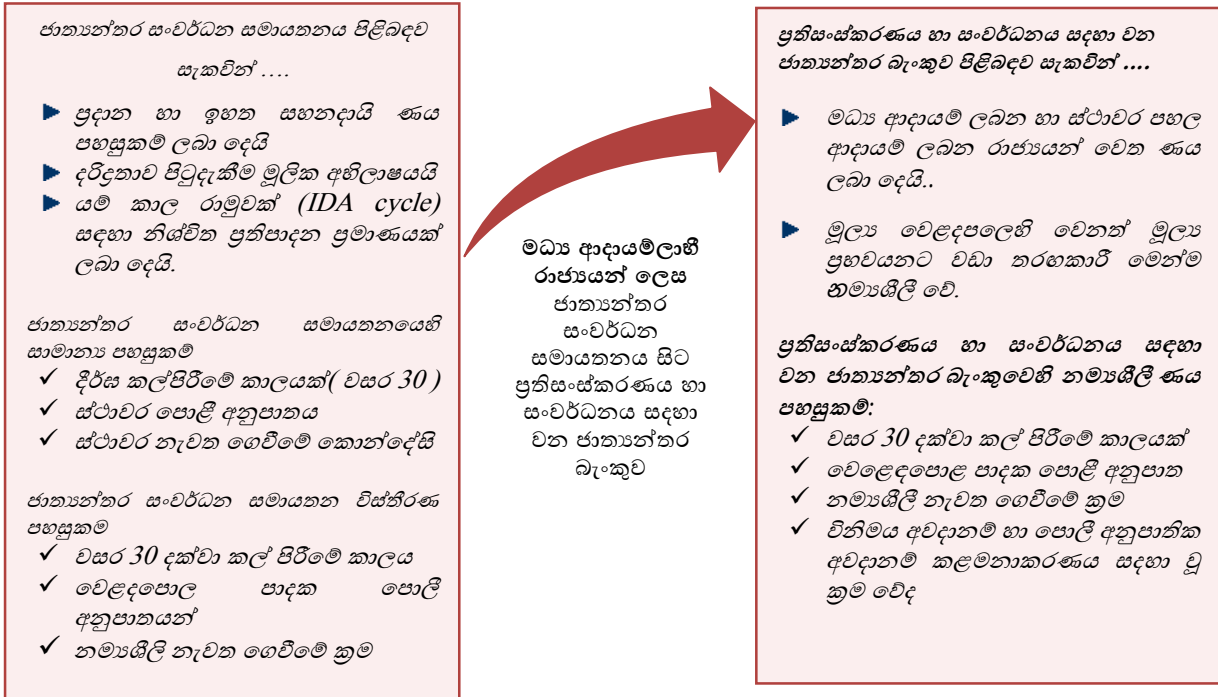 ජාත්‍යන්තර සංවර්ධන සමායතනය පිළිබඳව
සැකවින් ....
ප්‍රදාන හා ඉහත සහනදායි ණය
පහසුකම් ලබා දෙයි
දරිද්‍රතාව පිටුදැකීම මූලික අභිලාෂයයි
යම් කාල රාමුවක් (IDA cycle)
සඳහා නිශ්චිත ප්‍රතිපාදන ප්‍රමාණයක්
ලබා දෙයි.
ජාත්‍යන්තර සංවර්ධන සමායතනයෙහි
සාමාන්‍ය පහසුකම්
✓ දීර්ඝ කල්පිරීමේ කාලයක්( වසර 30 )
✓ ස්ථාවර පොළී අනුපාතය
✓ ස්ථාවර නැවත ගෙවීමේ කොන්දේසි
ජාත්‍යන්තර සංවර්ධන සමායතන විස්තීරණ
පහසුකම
✓ වසර 30 දක්වා කල් පිරීමේ කාලය
✓ වෙළදපොල පාදක පොලී
අනුපාතයන්
✓ නම්‍යශීලි නැවත ගෙවීමේ ක්‍රම
මධ්‍ය ආදායම්ලාභී
රාජ්‍යයන් ලෙස
ජාත්‍යන්තර
සංවර්ධන
සමායතනය සිට
ප්‍රතිසංස්කරණය හා
සංවර්ධනය සදහා
වන ජාත්‍යන්තර
බැංකුව
ප්‍රතිසංස්කරණය හා සංවර්ධනය සදහා වන
ජාත්‍යන්තර බැංකුව පිළිබඳව සැකවින් ....
මධ්‍ය ආදායම් ලබන හා ස්ථාවර පහල
ආදායම් ලබන රාජ්‍යයන් වෙත ණය
ලබා දෙයි..
මූල්‍ය වෙළදපලෙහි වෙනත් මූල්‍ය
ප්‍රභවයනට වඩා තරඟකාරී මෙන්ම
නම්‍යශීලී වේ.
ප්‍රතිසංස්කරණය හා සංවර්ධනය සඳහා
වන ජාත්‍යන්තර බැංකුවෙහි නම්‍යශීලී ණය
පහසුකම්:
✓ වසර 30 දක්වා කල් පිරීමේ කාලයක්
✓ වෙළෙඳපොළ පාදක පොළී අනුපාත
✓ නම්‍යශීලී නැවත ගෙවීමේ ක්‍රම
✓ විනිමය අවදානම් හා පොලී අනුපාතික
අවදානම් කළමනාකරණය සදහා වූ
ක්‍රම වේද